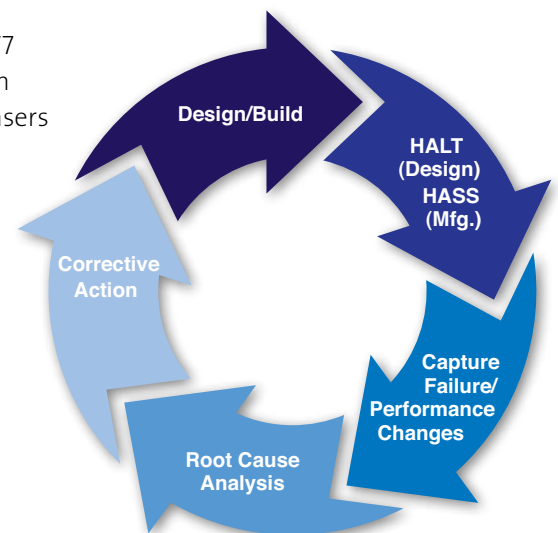 Design/Build
HALT
(Design)
HASS
(Mfg.)
Capture
Failure/
Performance
Changes
Root Cause
Analysis
Corrective
Action